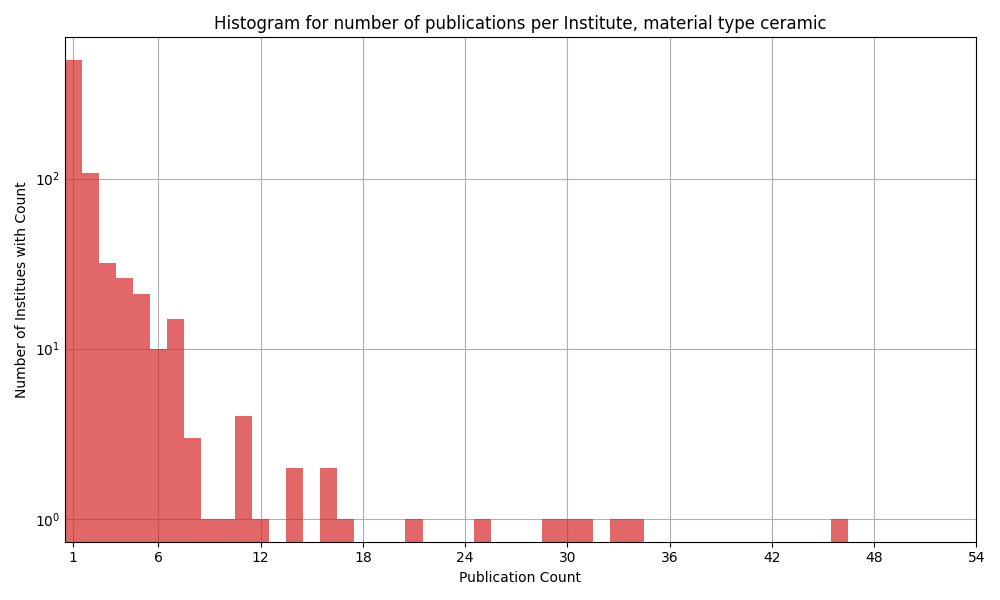 Histogram for number of publications per Institute, material type ceramic
Number of Institues with Count
10²
10¹
10⁰
1 6 12 18 24 30 36 42 48 54
Publication Count